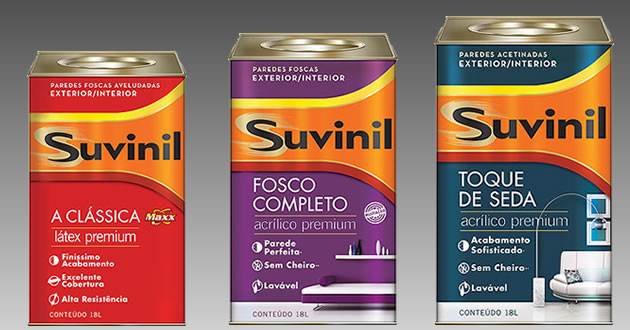 PAREDES FOSCAS AVELUDADAS
EXTERIOR/INTERIOR
Suvinil
A CLÁSSICA
Maxx
látex premium
Finíssimo
Acabamento
Excelente
Cobertura
Alta Resistência
CONTEÚDO 18L
PAREDES FOSCAS
EXTERIOR/INTERIOR
Suvinil
FOSCO
COMPLETO
acrílico premium
Parede
Perfeita
Sem Cheiro
Lavável
CONTEÚDO 18L
PAREDES ACETINADAS
EXTERIOR/INTERIOR
Suvinil
TOQUE
DE SEDA
acrílico premium
Acabamento
Sofisticado
Sem Cheiro
Lavável
CONTEÚDO 18L